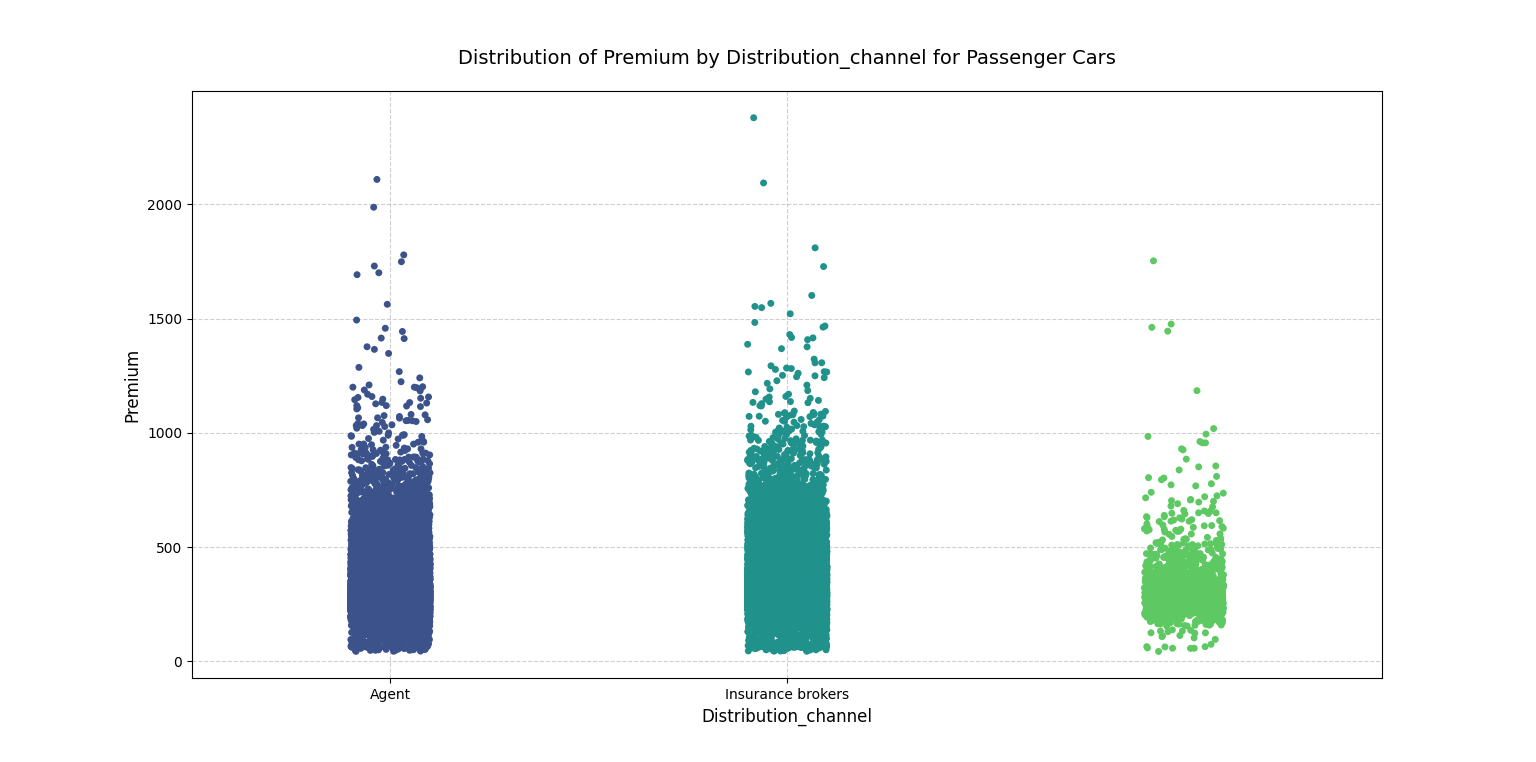 Distribution of Premium by Distribution_channel for Passenger Cars
2000
1500
1000
500
0
Premium
Agent
Insurance brokers
Distribution_channel